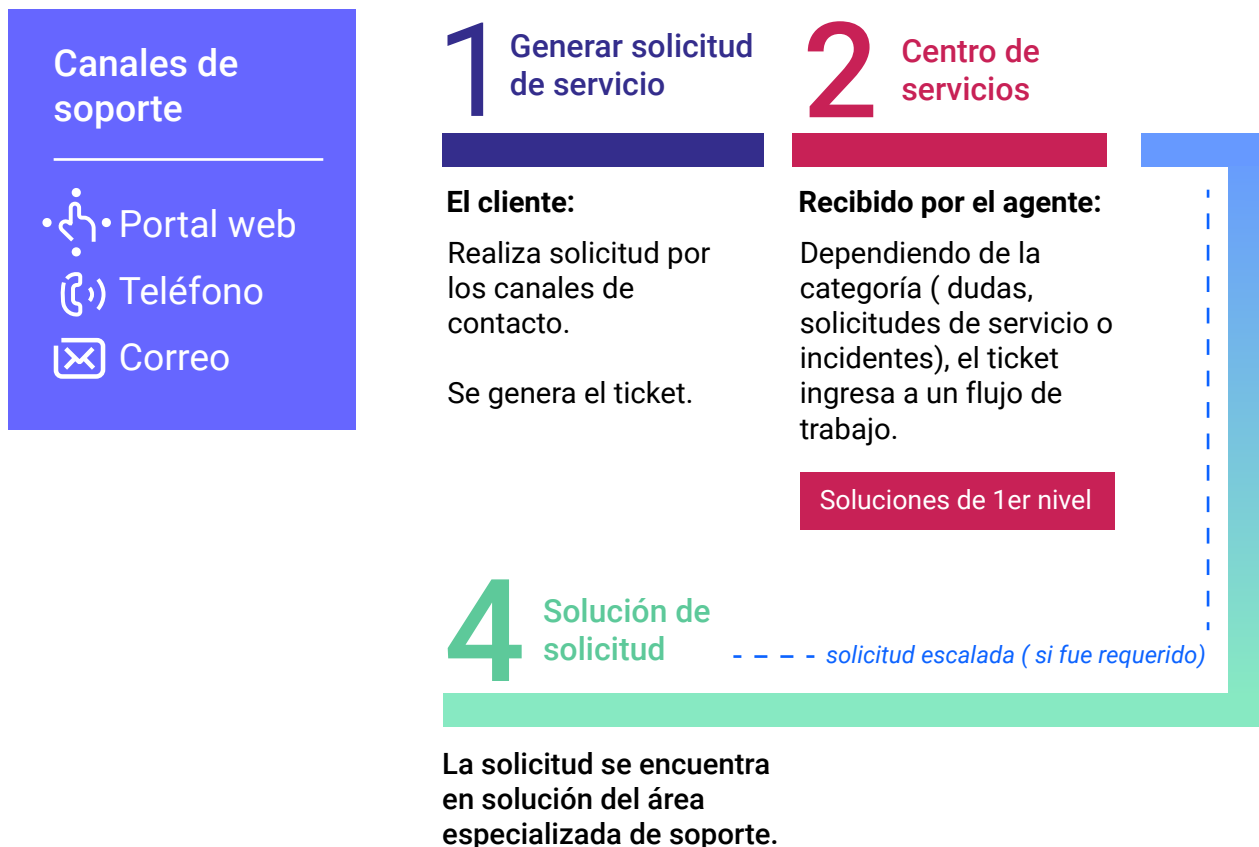 Canales de
soporte
Portal web
Teléfono
Correo
1 Generar solicitud
de servicio
El cliente:
Realiza solicitud por
los canales de
contacto.
Se genera el ticket.
2 Centro de
servicios
Recibido por el agente:
Dependiendo de la
categoría ( dudas,
solicitudes de servicio o
incidentes), el ticket
ingresa a un flujo de
trabajo.
Soluciones de 1er nivel
4 Solución de
solicitud
solicitud escalada ( si fue requerido)
La solicitud se encuentra
en solución del área
especializada de soporte.